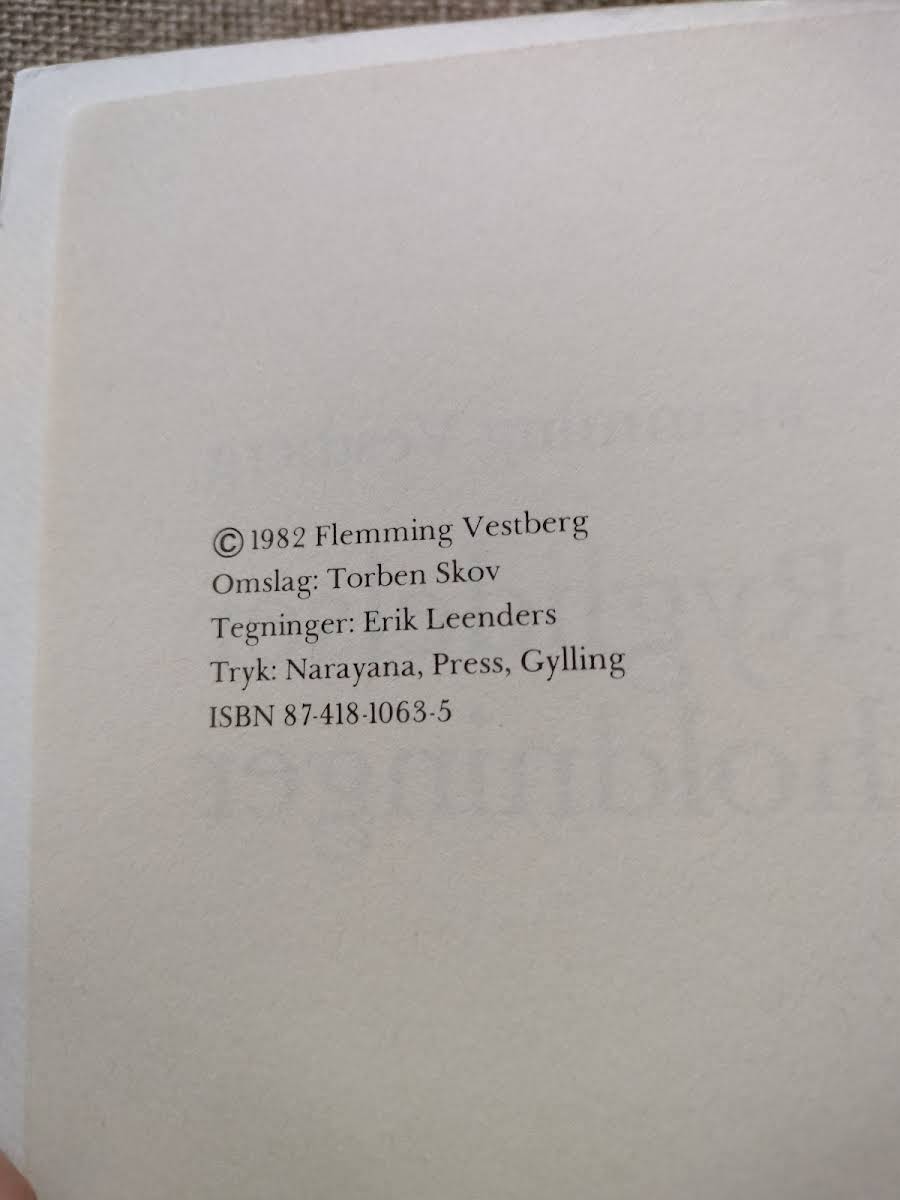 © 1982 Flemming Vestberg
Omslag: Torben Skov
Tegninger: Erik Leenders
Tryk: Narayana, Press, Gylling
ISBN 87-418-1063-5